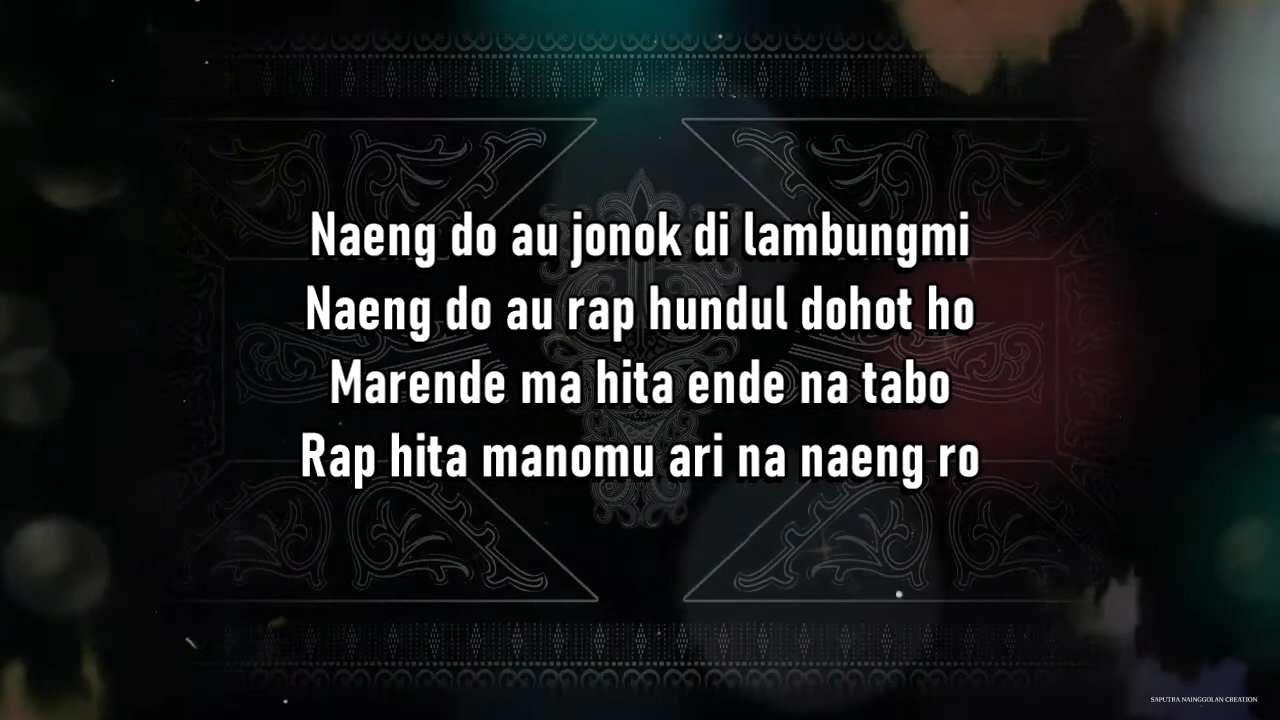 Naeng do au jonok di lambungmi
Naeng do au rap hundul dohot ho
Marende ma hita ende na tabo
Rap hita manomu ari na naeng ro
SAPUTRA NAINGGOLAN CREATION